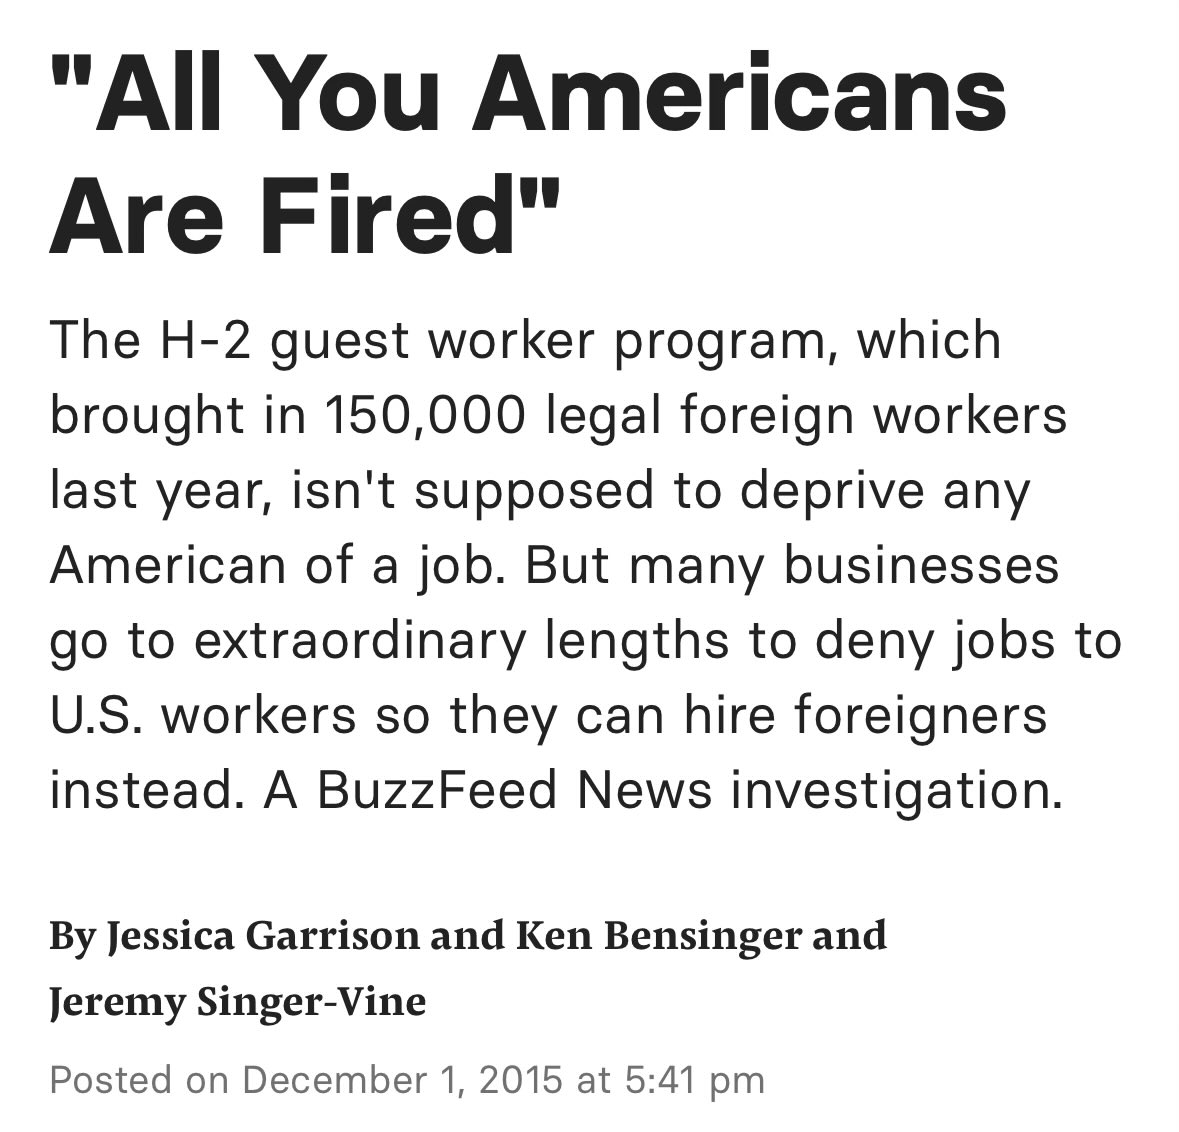 "All You Americans
Are Fired"
The H-2 guest worker program, which
brought in 150,000 legal foreign workers
last year, isn't supposed to deprive any
American of a job. But many businesses
go to extraordinary lengths to deny jobs to
U.S. workers so they can hire foreigners
instead. A BuzzFeed News investigation.
By Jessica Garrison and Ken Bensinger and
Jeremy Singer-Vine
Posted on December 1, 2015 at 5:41 pm